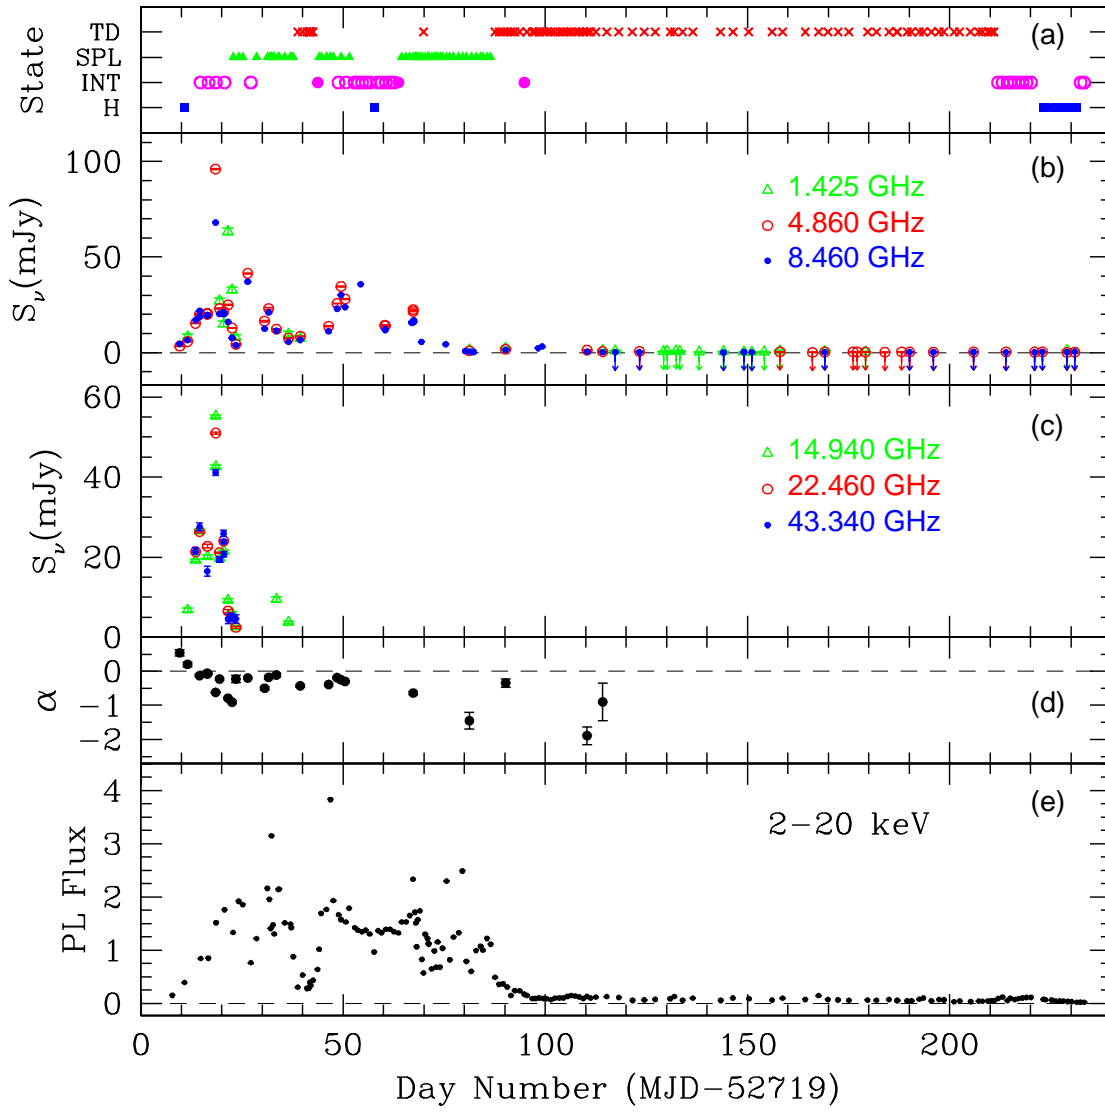 (a)
State
TD
SPL
INT
H
(b)
S_ν(mJy)
100
50
0
1.425 GHz
4.860 GHz
8.460 GHz
(c)
S_ν(mJy)
60
40
20
0
14.940 GHz
22.460 GHz
43.340 GHz
(d)
α
0
−1
−2
(e)
PL Flux
4
3
2
1
0
2−20 keV
0 50 100 150 200
Day Number (MJD−52719)